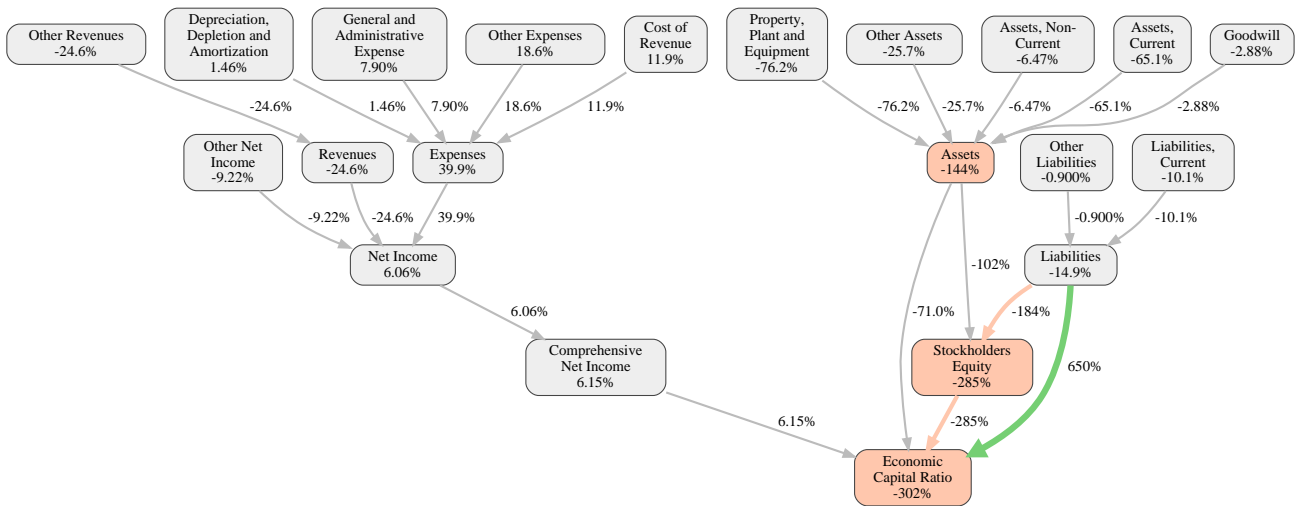 Other Revenues
-24.6%
Depreciation,
Depletion and
Amortization
1.46%
General and
Administrative
Expense
7.90%
Other Expenses
18.6%
Cost of
Revenue
11.9%
Property,
Plant and
Equipment
-76.2%
Other Assets
-25.7%
Assets, Non-
Current
-6.47%
Assets,
Current
-65.1%
Goodwill
-2.88%
-24.6%
1.46%
7.90%
18.6%
11.9%
-76.2%
-25.7%
-6.47%
-65.1%
-2.88%
Other Net
Income
-9.22%
Revenues
-24.6%
Expenses
39.9%
Assets
-144%
Other
Liabilities
-0.900%
Liabilities,
Current
-10.1%
-9.22%
-24.6%
39.9%
-0.900%
-10.1%
Net Income
6.06%
-102%
Liabilities
-14.9%
6.06%
-71.0%
-184%
Comprehensive
Net Income
6.15%
Stockholders
Equity
-285%
650%
6.15%
-285%
Economic
Capital Ratio
-302%